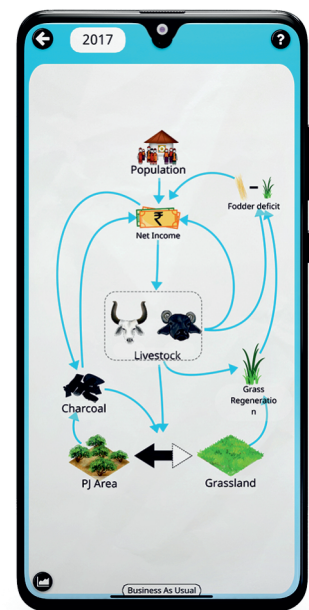 2017
?
Population
Fodder deficit
₹
Net Income
Livestock
Charcoal
Grass
Regeneratio
n
PJ Area
Grassland
Business As Usual